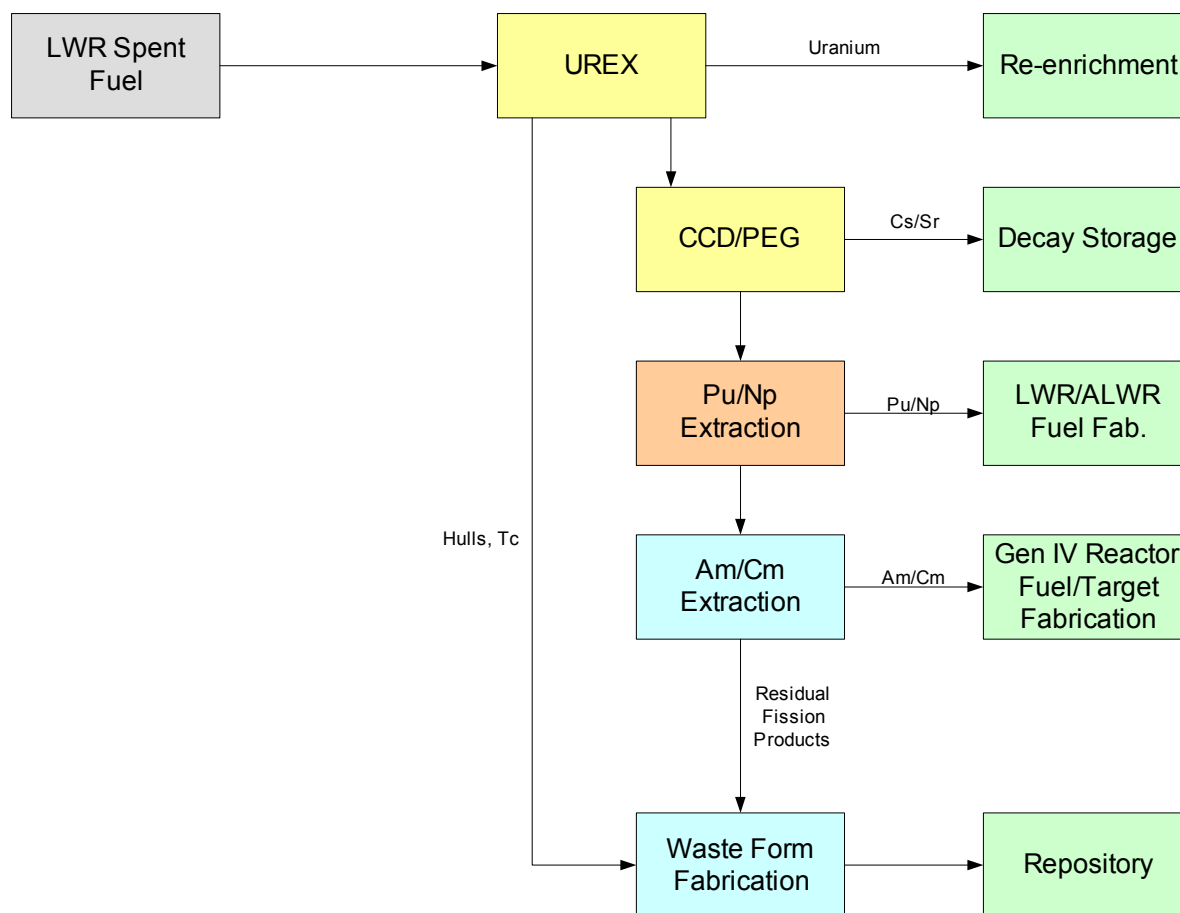 LWR Spent
Fuel
UREX
Uranium
Re-enrichment
CCD/PEG
Cs/Sr
Decay Storage
Pu/Np
Extraction
Pu/Np
LWR/ALWR
Fuel Fab.
Hulls, Tc
Am/Cm
Extraction
Am/Cm
Gen IV Reactor
Fuel/Target
Fabrication
Residual
Fission
Products
Waste Form
Fabrication
Repository